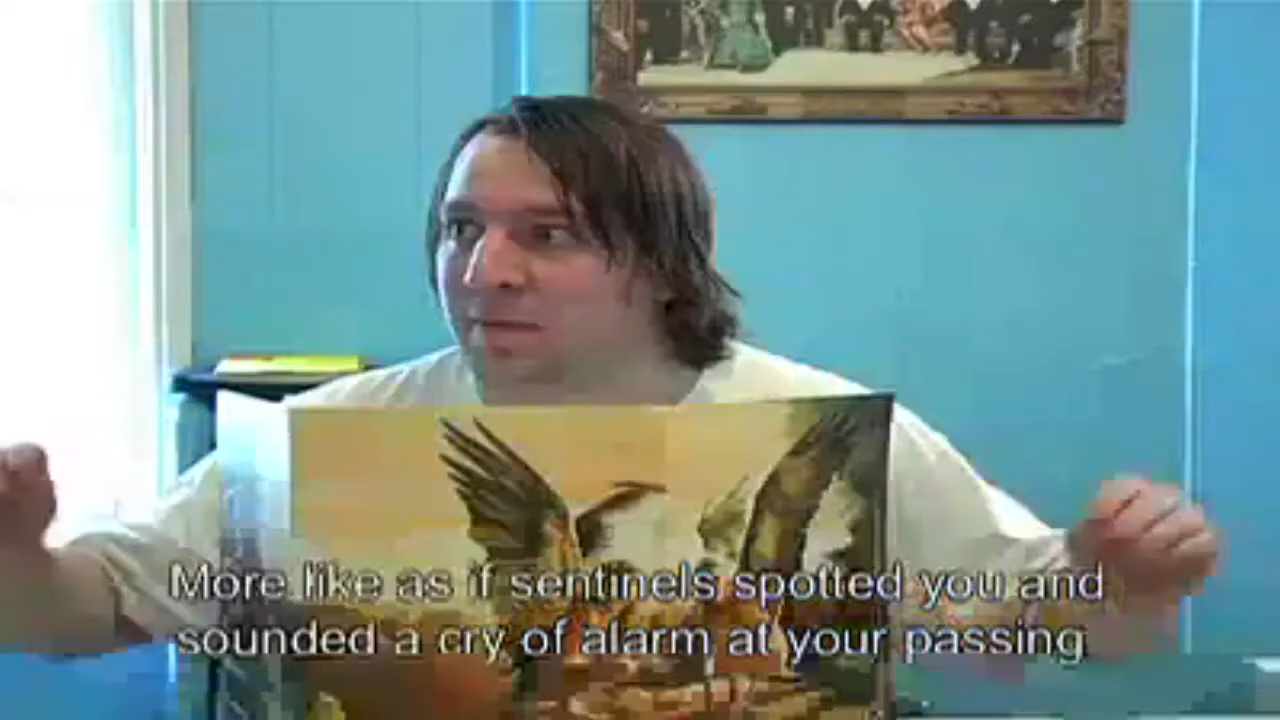 More like as if sentinels spotted you and
sounded a cry of alarm at your passing